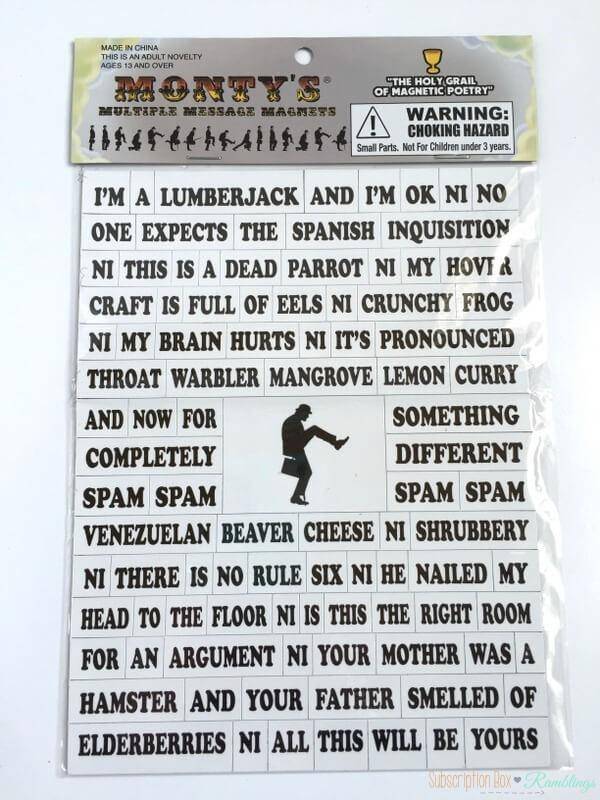 MADE IN CHINA
THIS IS AN ADULT NOVELTY
AGES 13 AND OVER
MONTY'S®
MULTIPLE MESSAGE MAGNETS
"THE HOLY GRAIL
OF MAGNETIC POETRY"
WARNING:
CHOKING HAZARD
Small Parts. Not For Children under 3 years.
I'M A LUMBERJACK AND I'M OK NI NO
ONE EXPECTS THE SPANISH INQUISITION
NI THIS IS A DEAD PARROT NI MY HOVER
CRAFT IS FULL OF EELS NI CRUNCHY FROG
NI MY BRAIN HURTS NI IT'S PRONOUNCED
THROAT WARBLER MANGROVE LEMON CURRY
AND NOW FOR SOMETHING
COMPLETELY DIFFERENT
SPAM SPAM SPAM SPAM
VENEZUELAN BEAVER CHEESE NI SHRUBBERY
NI THERE IS NO RULE SIX NI HE NAILED MY
HEAD TO THE FLOOR NI IS THIS THE RIGHT ROOM
FOR AN ARGUMENT NI YOUR MOTHER WAS A
HAMSTER AND YOUR FATHER SMELLED OF
ELDERBERRIES NI ALL THIS WILL BE YOURS
Subscription Box Ramblings